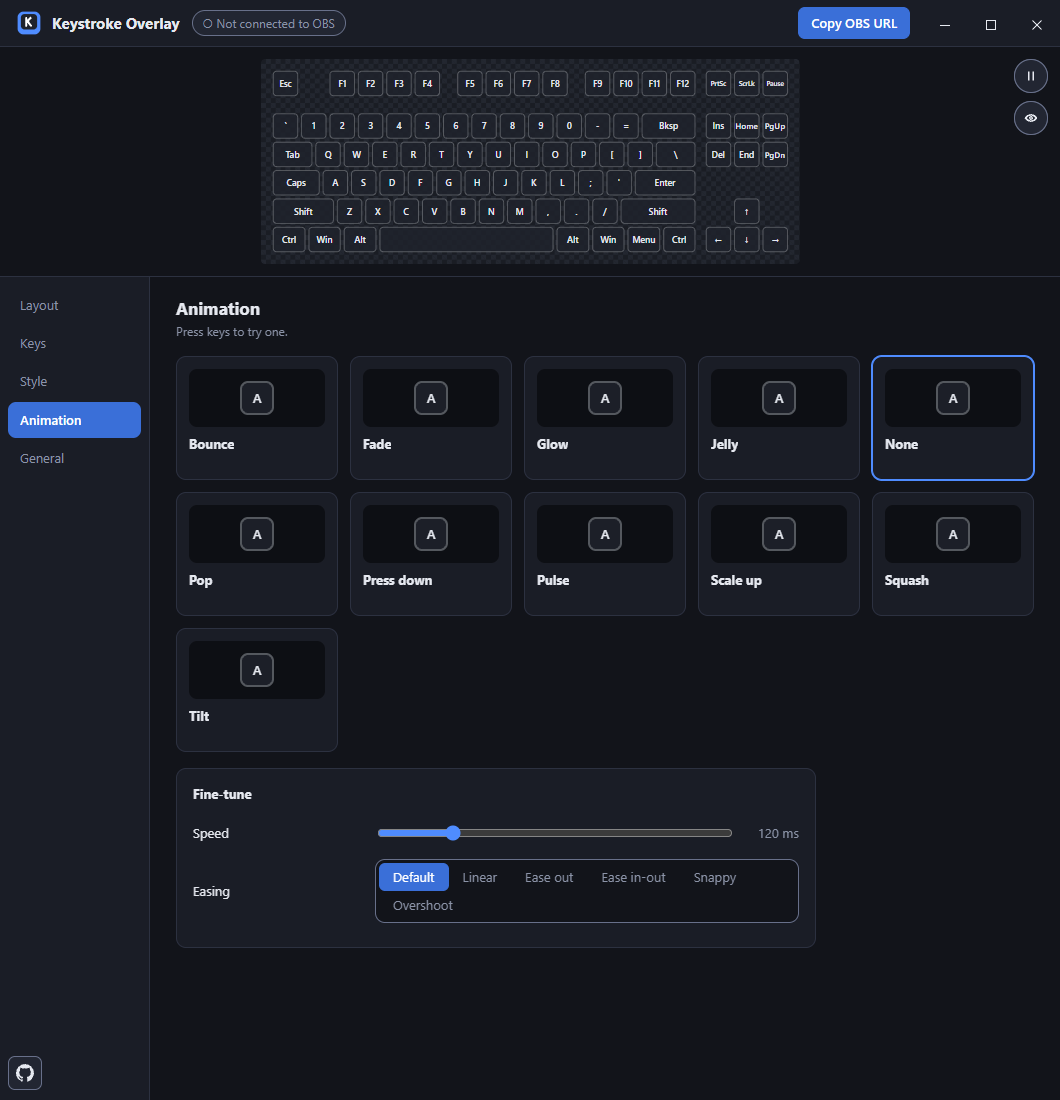 K Keystroke Overlay Not connected to OBS Copy OBS URL
Esc F1 F2 F3 F4 F5 F6 F7 F8 F9 F10 F11 F12 PrtSc ScrLk Pause
` 1 2 3 4 5 6 7 8 9 0 - = Bksp Ins Home PgUp
Tab Q W E R T Y U I O P [ ] \ Del End PgDn
Caps A S D F G H J K L ; ' Enter
Shift Z X C V B N M , . / Shift ↑
Ctrl Win Alt Alt Win Menu Ctrl ← ↓ →
Layout
Keys
Style
Animation
General
Animation
Press keys to try one.
A A A A A
Bounce Fade Glow Jelly None
A A A A A
Pop Press down Pulse Scale up Squash
A
Tilt
Fine-tune
Speed 120 ms
Easing Default Linear Ease out Ease in-out Snappy
Overshoot